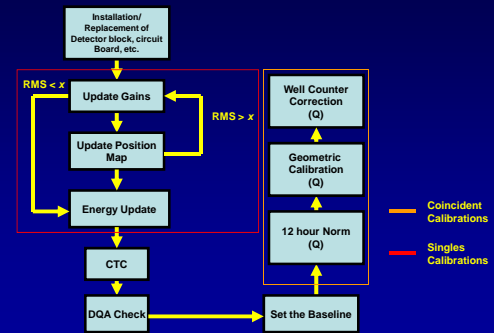 Installation/
Replacement of
Detector block, circuit
Board, etc.
RMS < x
Update Gains
RMS > x
Update Position
Map
Energy Update
CTC
DQA Check
Set the Baseline
12 hour Norm
(Q)
Geometric
Calibration
(Q)
Well Counter
Correction
(Q)
Coincident
Calibrations
Singles
Calibrations